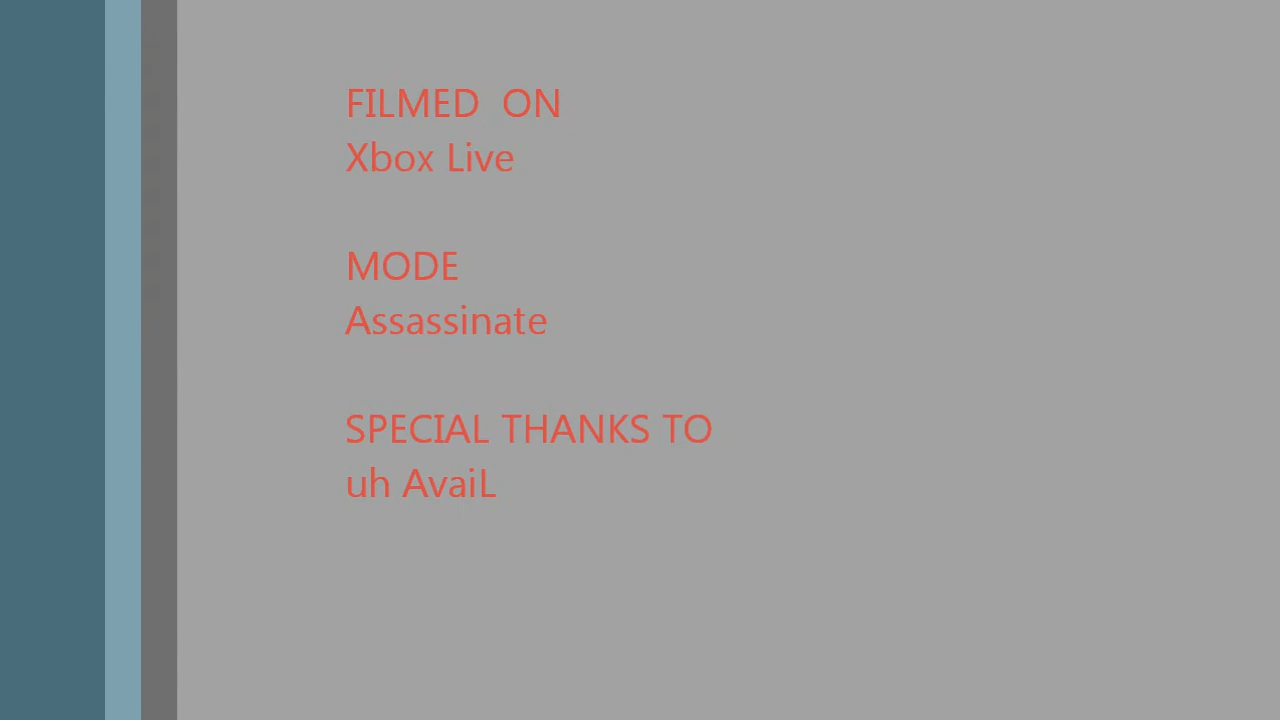 FILMED  ON
Xbox Live
MODE
Assassinate
SPECIAL THANKS TO
uh AvaiL